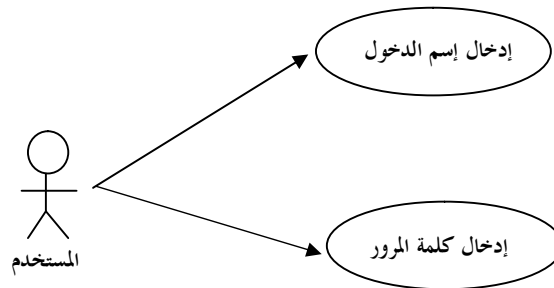 إدخال إسم الدخول
إدخال كلمة المرور
المستخدم